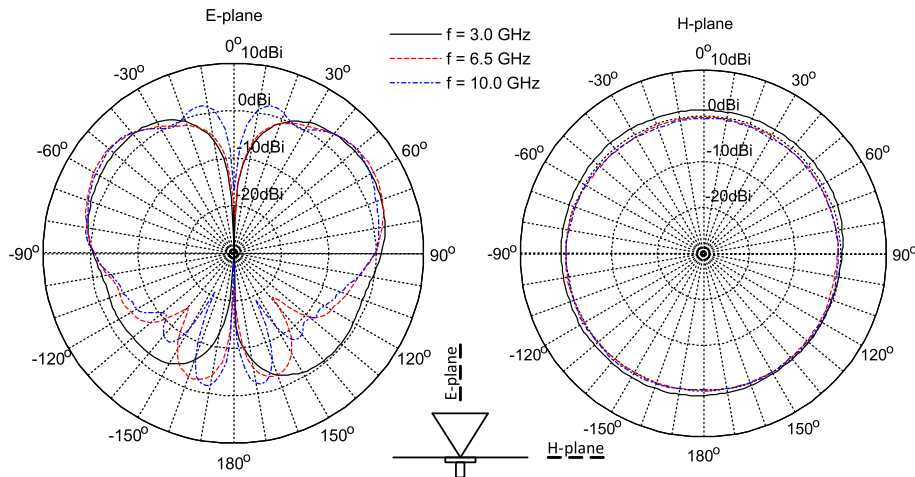 E-plane
0°
10dBi
0dBi
-10dBi
-20dBi
-30°
30°
-60°
60°
-90°
90°
-120°
120°
-150°
150°
180°
f = 3.0 GHz
f = 6.5 GHz
f = 10.0 GHz
H-plane
0°
10dBi
0dBi
-10dBi
-20dBi
-30°
30°
-60°
60°
-90°
90°
-120°
120°
-150°
150°
180°
E-plane
H-plane